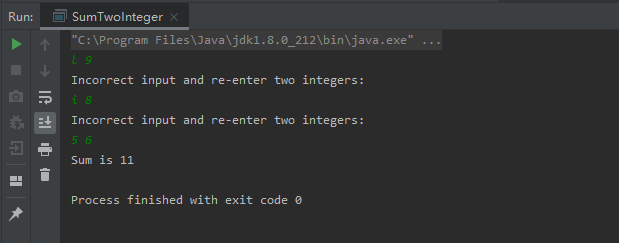 Run: SumTwoInteger
"C:\Program Files\Java\jdk1.8.0_212\bin\java.exe" ...
l 9
Incorrect input and re-enter two integers:
i 8
Incorrect input and re-enter two integers:
5 6
Sum is 11
Process finished with exit code 0